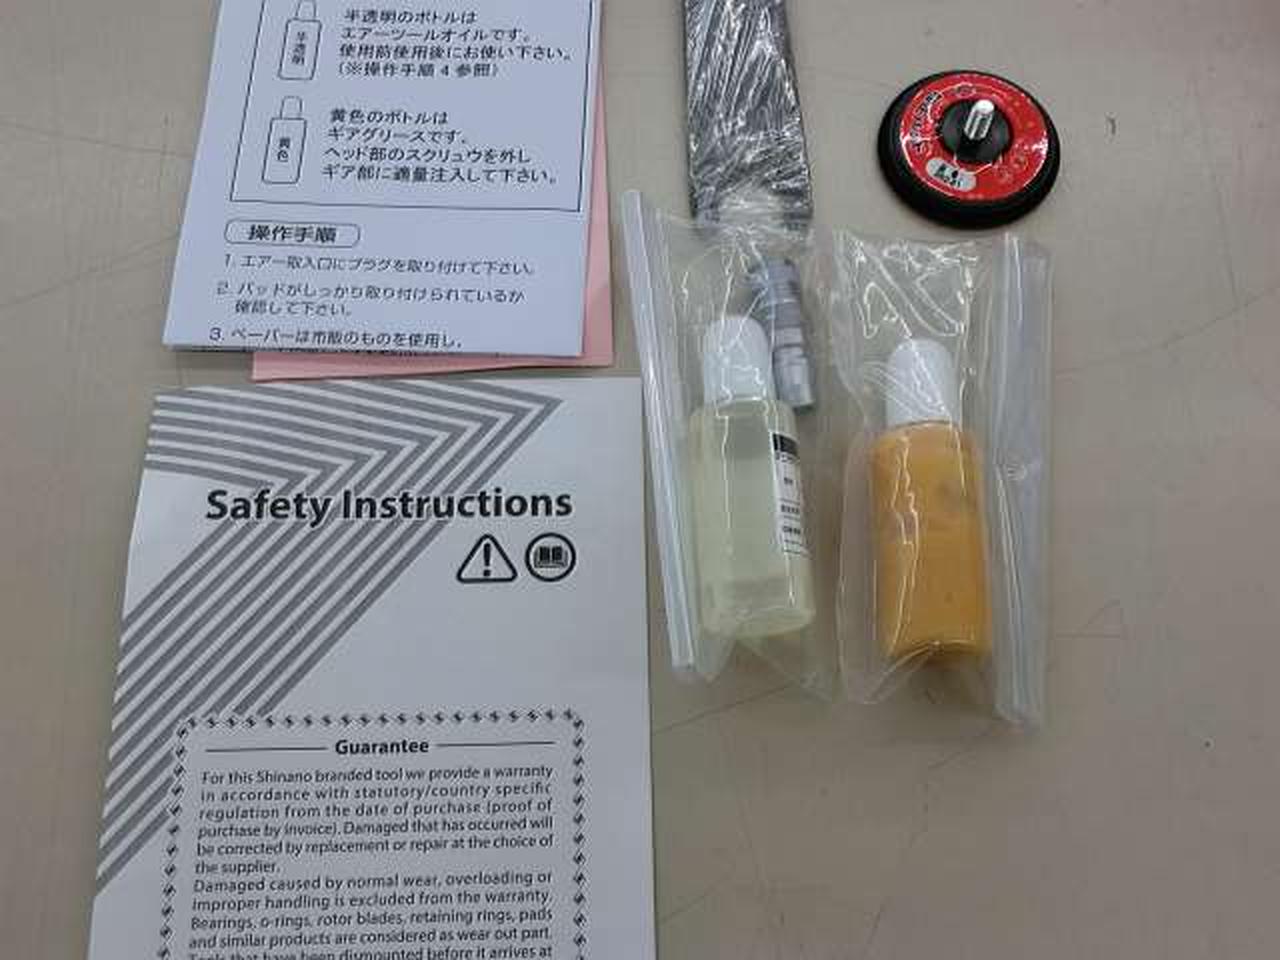 半透明
半透明のボトルは
エアーツールオイルです。
使用前使用後にお使い下さい。
(※操作手順4参照)
黄色
黄色のボトルは
ギアグリースです。
ヘッド部のスクリュウを外し
ギア部に適量注入して下さい。
操作手順
1. エアー取入口にプラグを取り付けて下さい。
2. パッドがしっかり取り付けられているか
確認して下さい。
3. ペーパーは市販のものを使用し、
Safety Instructions
Guarantee
For this Shinano branded tool we provide a warranty
in accordance with statutory/country specific
regulation from the date of purchase (proof of
purchase by invoice). Damaged that has occurred will
be corrected by replacement or repair at the choice of
the supplier.
Damaged caused by normal wear, overloading or
improper handling is excluded from the warranty.
Bearings, o-rings, rotor blades, retaining rings, pads
and similar products are considered as wear out part.
Tools that have been dismounted before it arrives at